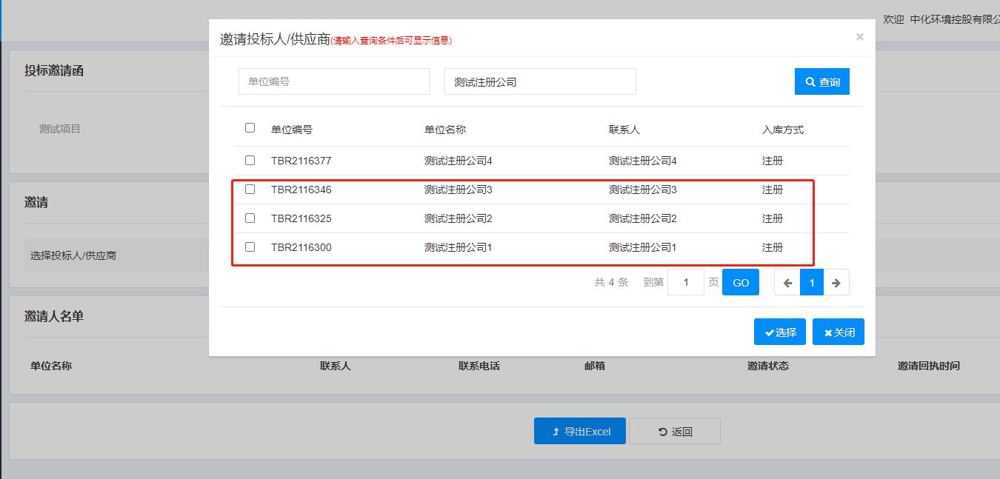 欢迎 中化环境控股有限公
邀请投标人/供应商(请输入查询条件后可显示信息)
×
投标邀请函
单位编号 测试注册公司 查询
测试项目
单位编号 单位名称 联系人 入库方式
TBR2116377 测试注册公司4 测试注册公司4 注册
TBR2116346 测试注册公司3 测试注册公司3 注册
邀请
TBR2116325 测试注册公司2 测试注册公司2 注册
TBR2116300 测试注册公司1 测试注册公司1 注册
选择投标人/供应商
共 4 条 到第 1 页 GO 1
邀请人名单
选择 关闭
单位名称 联系人 联系电话 邮箱 邀请状态 邀请回执时间
导出Excel 返回